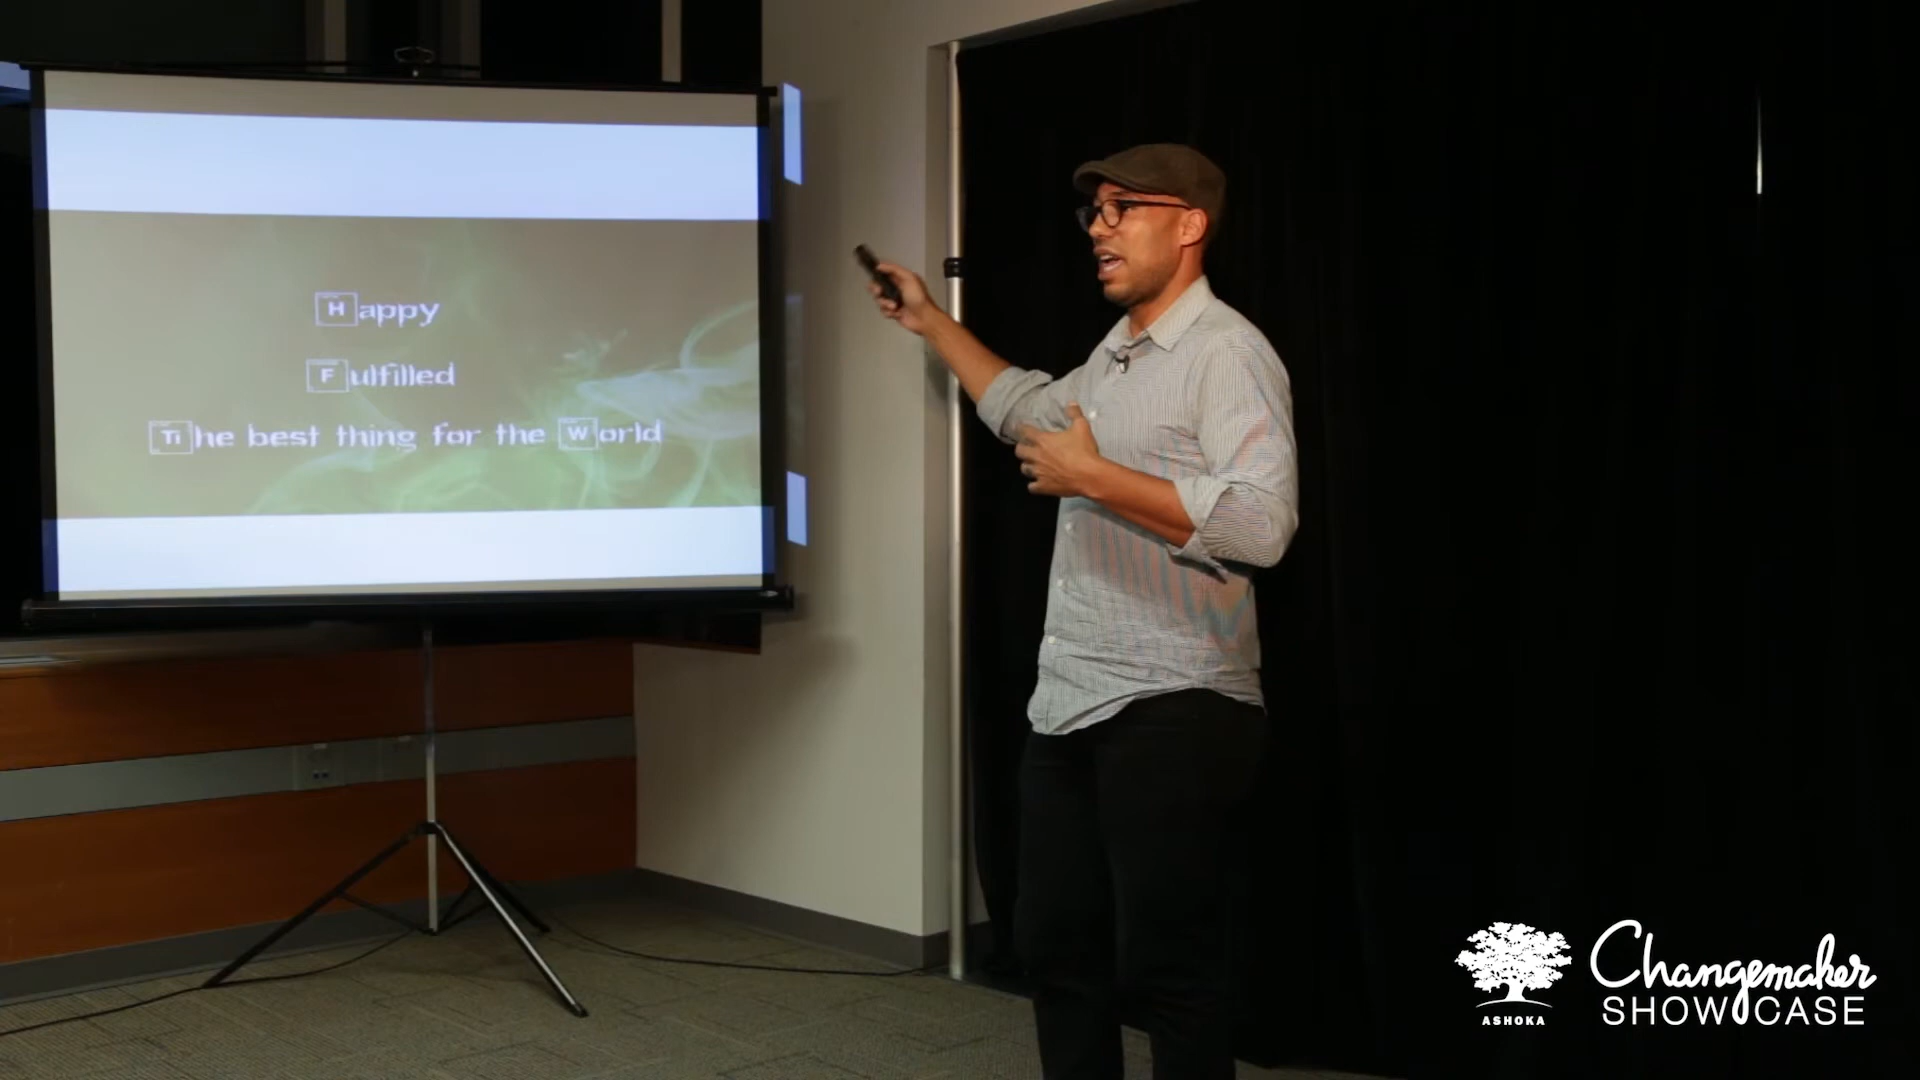 Happy
Fulfilled
The best thing for the World
ASHOKA
Changemaker
SHOWCASE